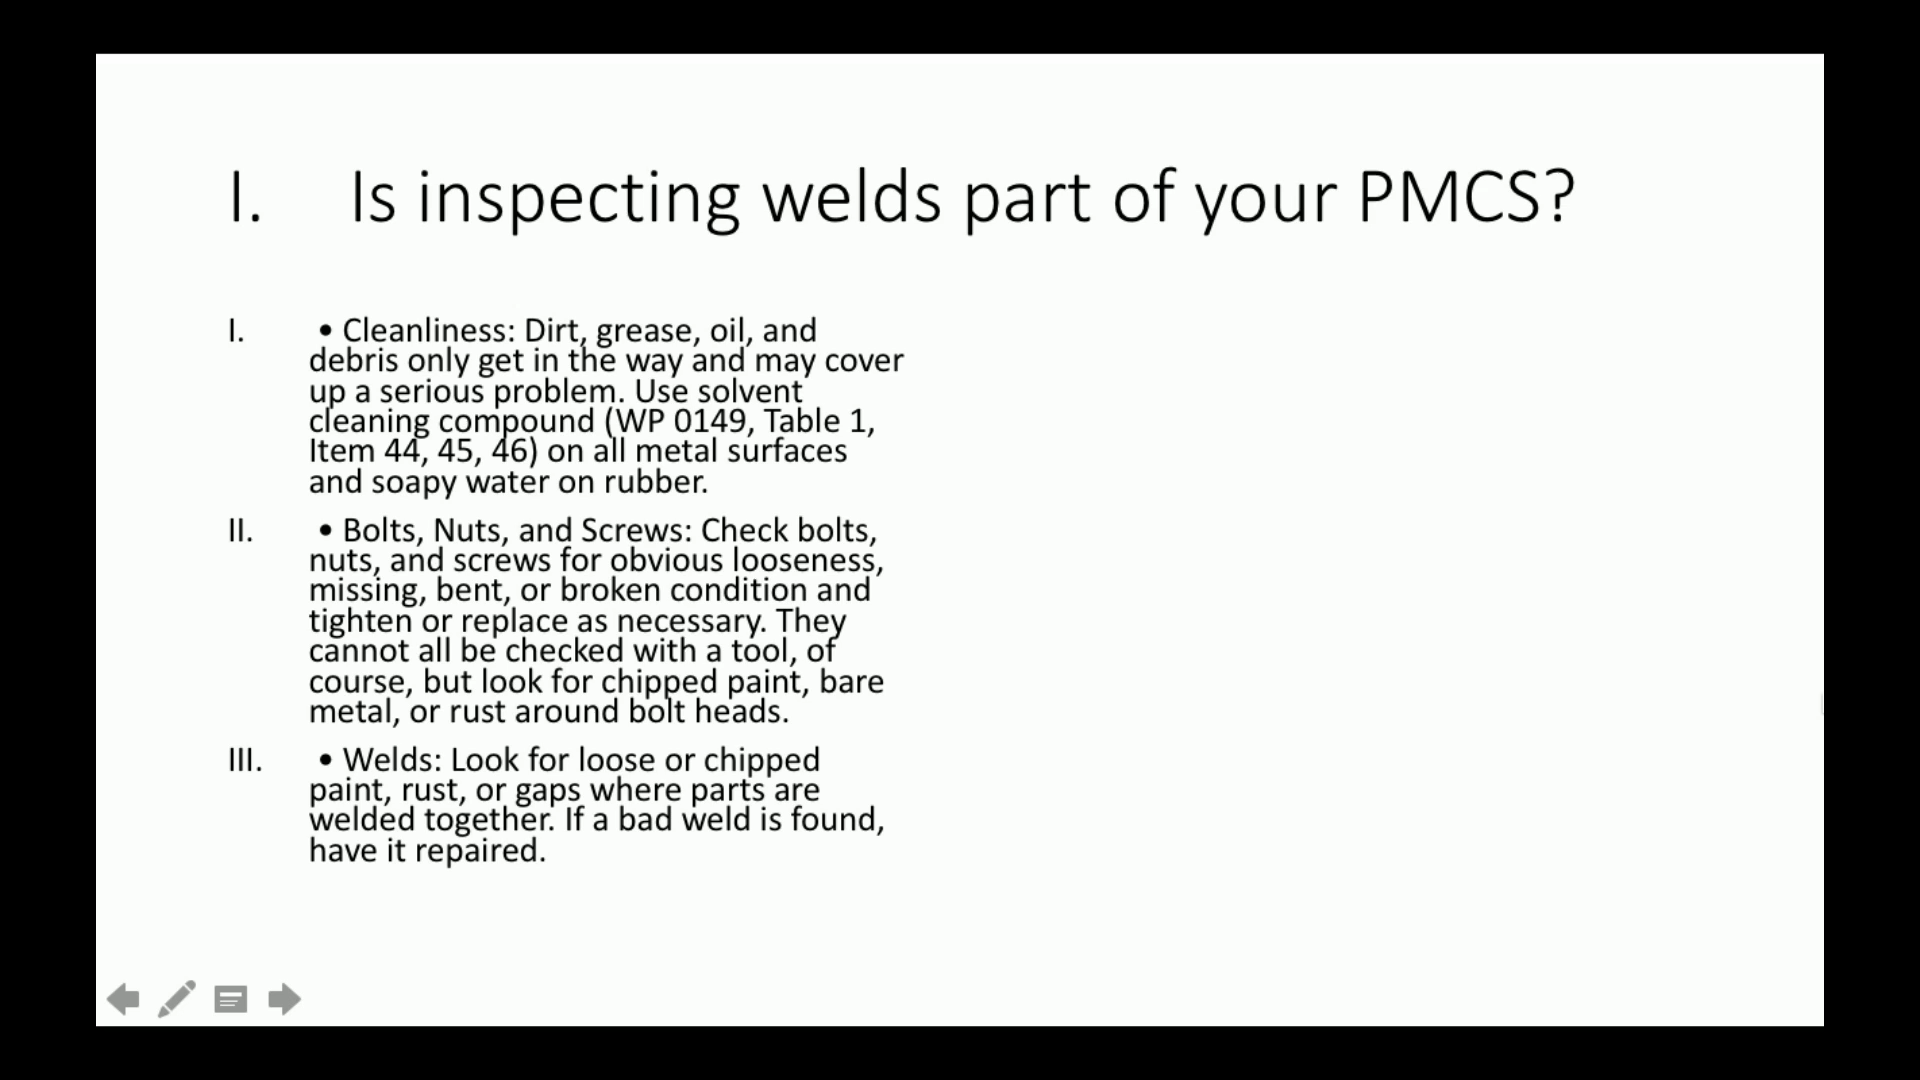 I. Is inspecting welds part of your PMCS?
I. • Cleanliness: Dirt, grease, oil, and
debris only get in the way and may cover
up a serious problem. Use solvent
cleaning compound (WP 0149, Table 1,
Item 44, 45, 46) on all metal surfaces
and soapy water on rubber.
II. • Bolts, Nuts, and Screws: Check bolts,
nuts, and screws for obvious looseness,
missing, bent, or broken condition and
tighten or replace as necessary. They
cannot all be checked with a tool, of
course, but look for chipped paint, bare
metal, or rust around bolt heads.
III. • Welds: Look for loose or chipped
paint, rust, or gaps where parts are
welded together. If a bad weld is found,
have it repaired.